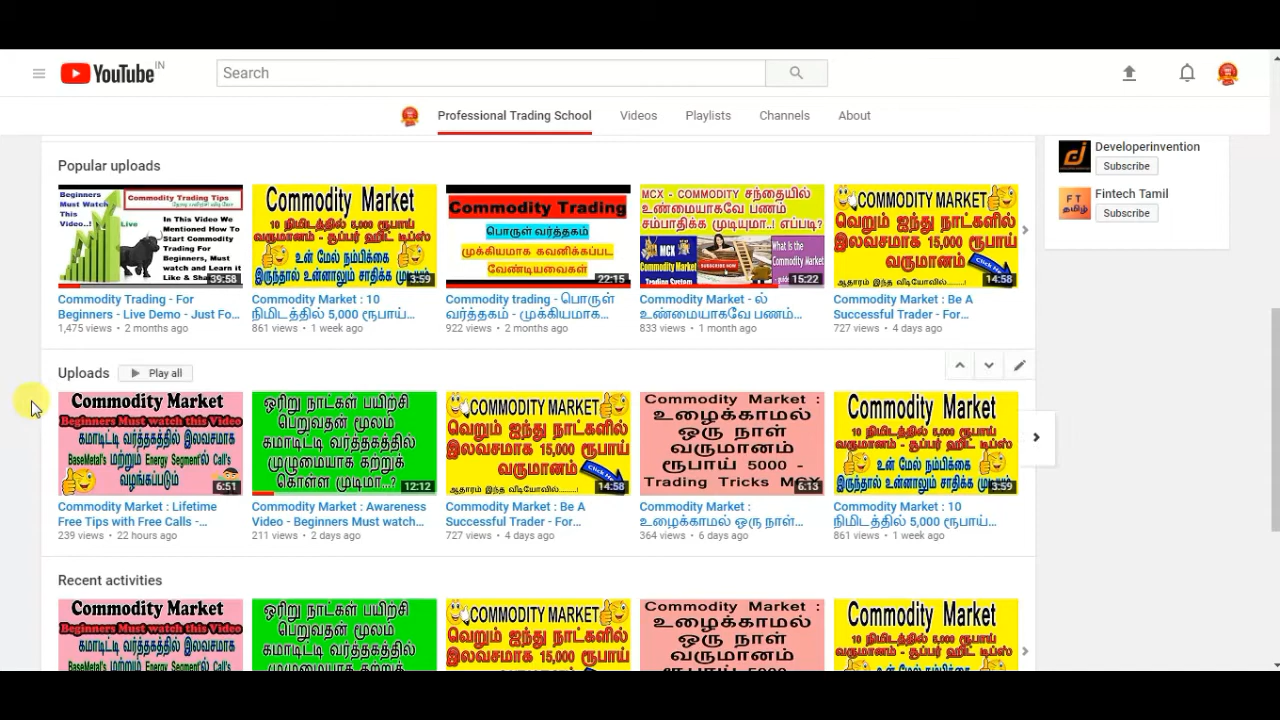 YouTube IN
Search
Professional Trading School
Videos
Playlists
Channels
About
Developerinvention
Subscribe
FT
தமிழ்
Fintech Tamil
Subscribe
Popular uploads
Beginners
Must Watch
This
Video..!
Live
Commodity Trading Tips
In This Video We
Mentioned How To
Start Commodity
Trading For
Beginners, Must
watch and Learn it
Like & Sha
39:58
Commodity Trading - For
Beginners - Live Demo - Just Fo...
1,475 views • 2 months ago
Commodity Market
10 நிமிடத்தில் 5,000 ரூபாய்
வருமானம் - சூப்பர் ஹிட் டிப்ஸ்
உன் மேல் நம்பிக்கை
இருந்தால் உன்னாலும் சாதிக்க மு
3:59
Commodity Market : 10
நிமிடத்தில் 5,000 ரூபாய்...
861 views • 1 week ago
Commodity Trading
பொருள் வர்த்தகம்
முக்கியமாக கவனிக்கப்பட
வேண்டியவைகள்
22:15
Commodity trading - பொருள்
வர்த்தகம் - முக்கியமாக...
922 views • 2 months ago
MCX - COMMODITY சந்தையில்
உண்மையாகவே பணம்
சம்பாதிக்க முடியுமா..! எப்படி?
MCX
Commodity
Trading
System
SUBSCRIBE NOW
What Is the
Commodity
Market
15:22
Commodity Market - ல்
உண்மையாகவே பணம்...
833 views • 1 month ago
COMMODITY MARKET
வெறும் ஐந்து நாட்களில்
இலவசமாக 15,000 ரூபாய்
வருமானம்
ஆதாரம் இந்த வீடியோவில்........!
14:58
Commodity Market : Be A
Successful Trader - For...
727 views • 4 days ago
Uploads
Play all
Commodity Market
Beginners Must watch this Video
கமாடிட்டி வர்த்தகத்தில் இலவசமாக
BaseMetal's மற்றும் Energy Segment'ல் Call's
வழங்கப்படும்
6:51
Commodity Market : Lifetime
Free Tips with Free Calls -...
239 views • 22 hours ago
ஓரிரு நாட்கள் பயிற்சி
பெறுவதன் மூலம்
கமாடிட்டி வர்த்தகத்தில்
முழுமையாக கற்றுக்
கொள்ள முடிமா...?
12:12
Commodity Market : Awareness
Video - Beginners Must watch...
211 views • 2 days ago
COMMODITY MARKET
வெறும் ஐந்து நாட்களில்
இலவசமாக 15,000 ரூபாய்
வருமானம்
ஆதாரம் இந்த வீடியோவில்........!
14:58
Commodity Market : Be A
Successful Trader - For...
727 views • 4 days ago
Commodity Market :
உழைக்காமல்
ஒரு நாள்
வருமானம்
ரூபாய் 5000 -
Trading Tricks
6:13
Commodity Market :
உழைக்காமல் ஒரு நாள்...
364 views • 6 days ago
Commodity Market
10 நிமிடத்தில் 5,000 ரூபாய்
வருமானம் - சூப்பர் ஹிட் டிப்ஸ்
உன் மேல் நம்பிக்கை
இருந்தால் உன்னாலும் சாதிக்க
3:59
Commodity Market : 10
நிமிடத்தில் 5,000 ரூபாய்...
861 views • 1 week ago
Recent activities
Commodity Market
Beginners Must watch this Video
கமாடிட்டி வர்த்தகத்தில் இலவசமாக
BaseMetal's மற்றும் Energy Segment'ல் Call's
ஓரிரு நாட்கள் பயிற்சி
பெறுவதன் மூலம்
கமாடிட்டி வர்த்தகத்தில்
முழுமையாக கற்றுக்
COMMODITY MARKET
வெறும் ஐந்து நாட்களில்
இலவசமாக 15,000 ரூபாய்
Commodity Market :
உழைக்காமல்
ஒரு நாள்
வருமானம்
Commodity Market
10 நிமிடத்தில் 5,000 ரூபாய்
வருமானம் - சூப்பர் ஹிட் டிப்ஸ்